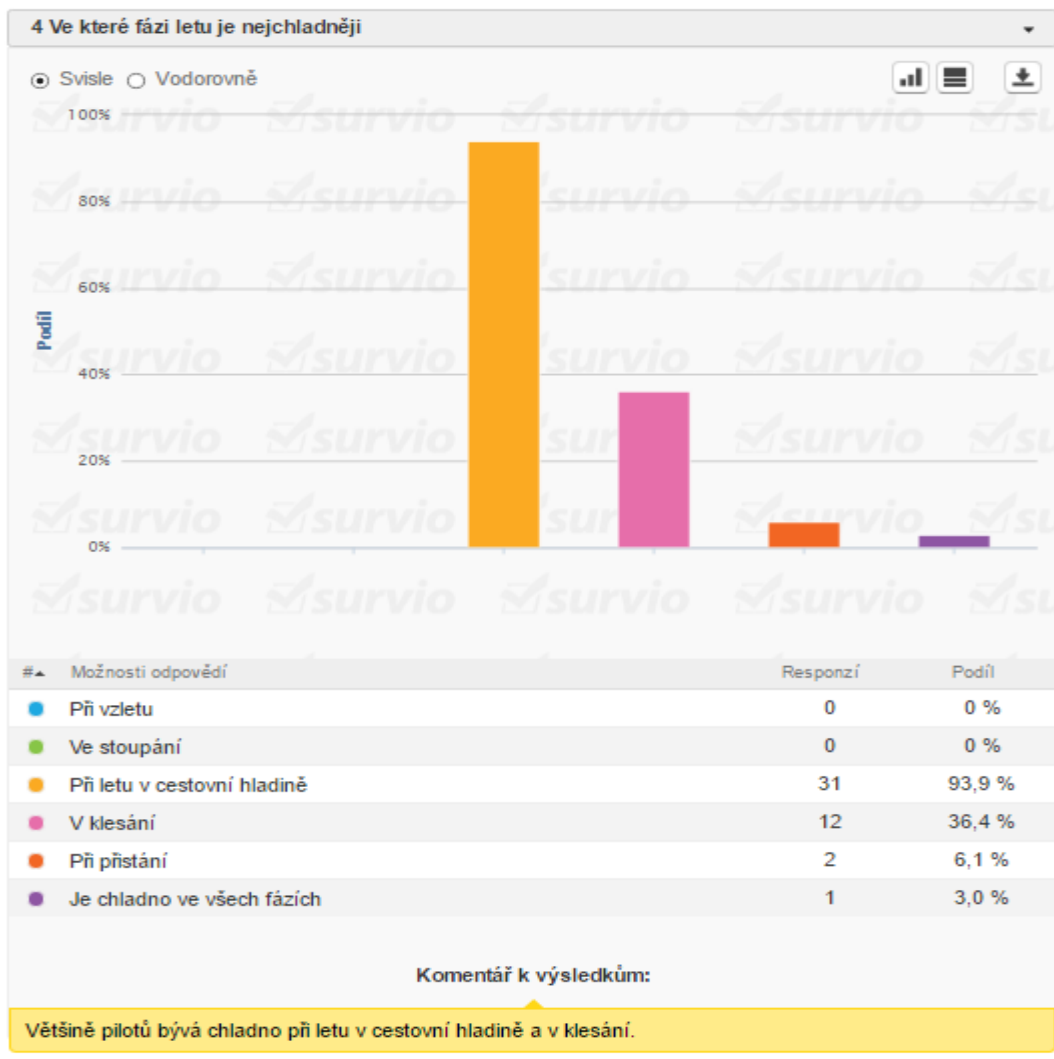 4 Ve které fázi letu je nejchladněji
Svisle Vodorovně
100%
80%
60%
Podíl
40%
20%
0%
survio
# Možnosti odpovědí Responzí Podíl
Při vzletu 0 0 %
Ve stoupání 0 0 %
Při letu v cestovní hladině 31 93,9 %
V klesání 12 36,4 %
Při přistání 2 6,1 %
Je chladno ve všech fázích 1 3,0 %
Komentář k výsledkům:
Většině pilotů bývá chladno při letu v cestovní hladině a v klesání.